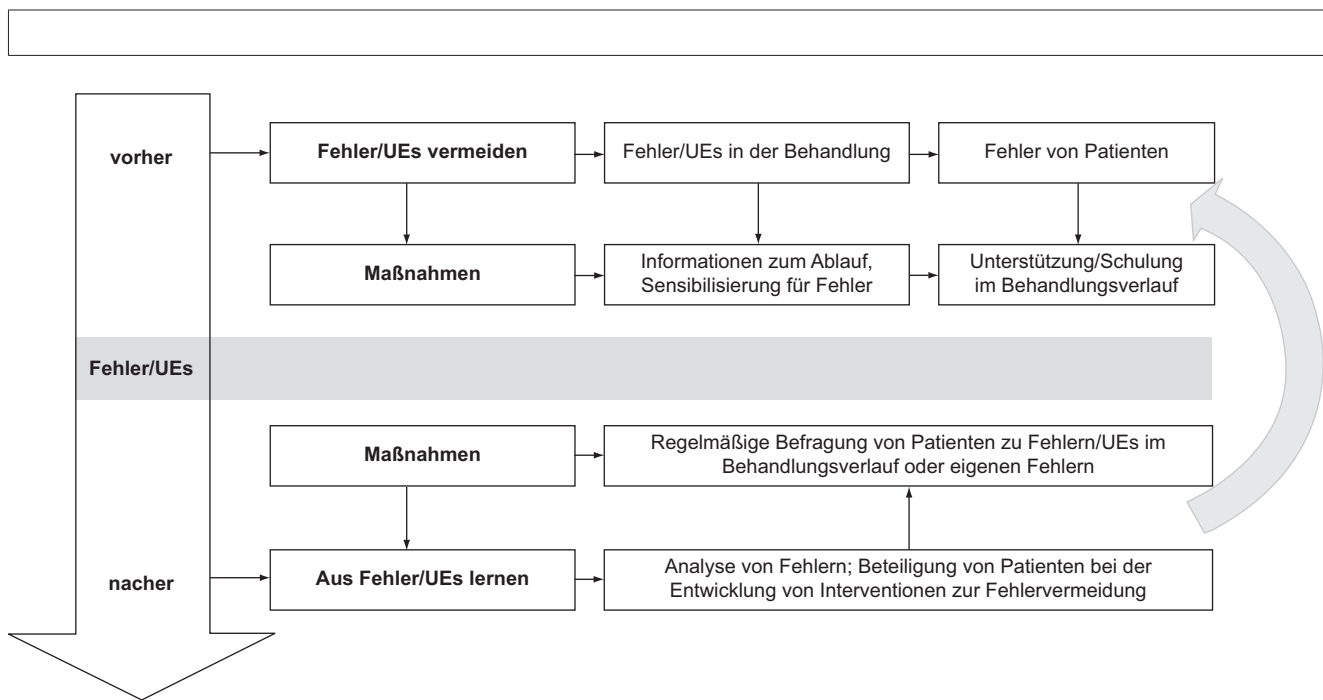 vorher
Fehler/UEs vermeiden
Fehler/UEs in der Behandlung
Fehler von Patienten
Maßnahmen
Informationen zum Ablauf,
Sensibilisierung für Fehler
Unterstützung/Schulung
im Behandlungsverlauf
Fehler/UEs
Maßnahmen
Regelmäßige Befragung von Patienten zu Fehlern/UEs im
Behandlungsverlauf oder eigenen Fehlern
nacher
Aus Fehler/UEs lernen
Analyse von Fehlern; Beteiligung von Patienten bei der
Entwicklung von Interventionen zur Fehlervermeidung